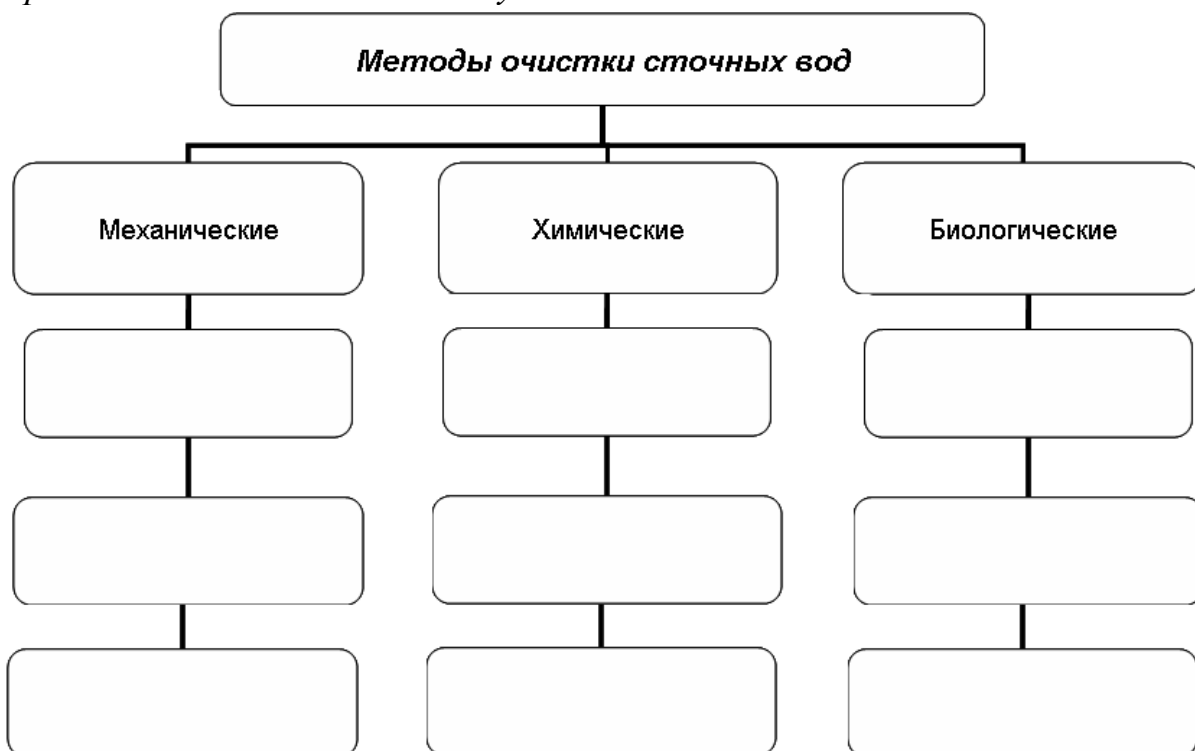 Методы очистки сточных вод
Механические
Химические
Биологические